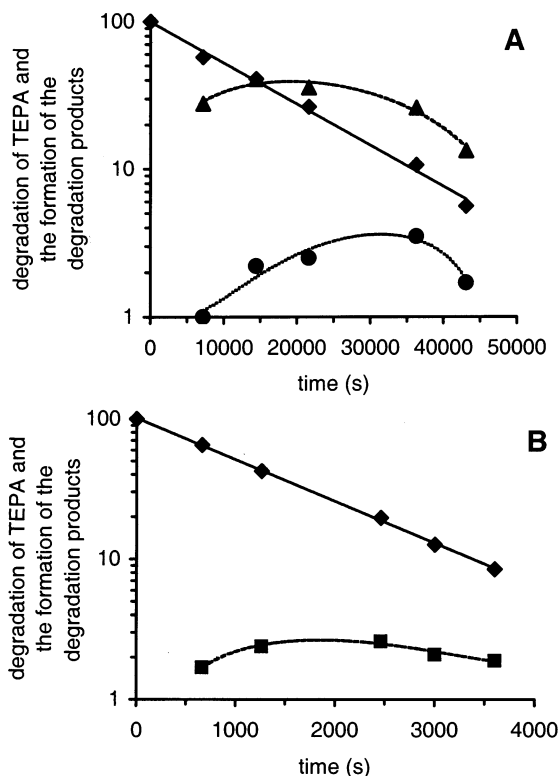 A
degradation of TEPA and
the formation of the
degradation products
100
10
1
0 10000 20000 30000 40000 50000
time (s)
B
degradation of TEPA and
the formation of the
degradation products
100
10
1
0 1000 2000 3000 4000
time (s)